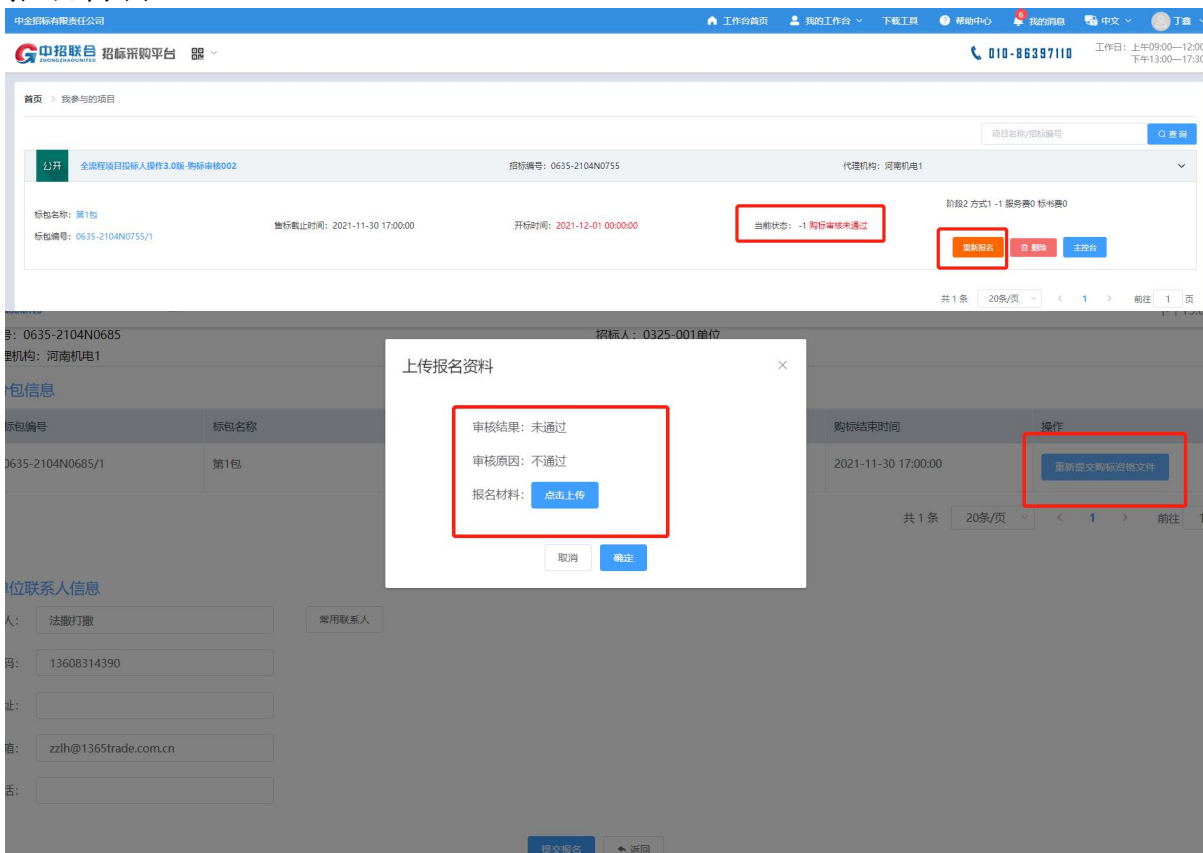 中金招标有限责任公司 工作台首页 我的工作台 下载工具 帮助中心 6 我的消息 中文 丁鑫
中招联合 ZHONGZHAOUNITED 招标采购平台 010-86397110 工作日：上午09:00—12:00
下午13:00—17:30
首页 > 我参与的项目
项目名称/招标编号 查询
公开 全流程项目投标人操作3.0版-购标审核002 招标编号：0635-2104N0755 代理机构：河南机电1
阶段2 方式1 -1 服务费0 标书费0
标包名称：第1包
售标截止时间：2021-11-30 17:00:00 开标时间：2021-12-01 00:00:00 当前状态： -1 购标审核未通过
标包编号：0635-2104N0755/1
重新报名 删除 主控台
共 1 条 20条/页 < 1 > 前往 1 页
号：0635-2104N0685 招标人：0325-001单位
理机构：河南机电1
上传报名资料 ×
包信息
标包编号 标包名称 购标结束时间 操作
审核结果：未通过
0635-2104N0685/1 第1包 2021-11-30 17:00:00 重新提交购标资格文件
审核原因：不通过
报名材料：点击上传
共 1 条 20条/页 < 1 > 前往 1
取消 确定
单位联系人信息
人： 法撒打撒 常用联系人
码： 13608314390
址：
箱： zzlh@1365trade.com.cn
话：
提交报名 返回